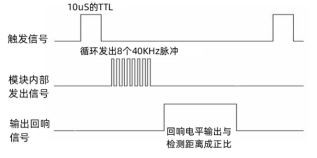 10uS的TTL
触发信号
循环发出8个40KHz脉冲
模块内部
发出信号
输出回响
信号
回响电平输出与
检测距离成正比